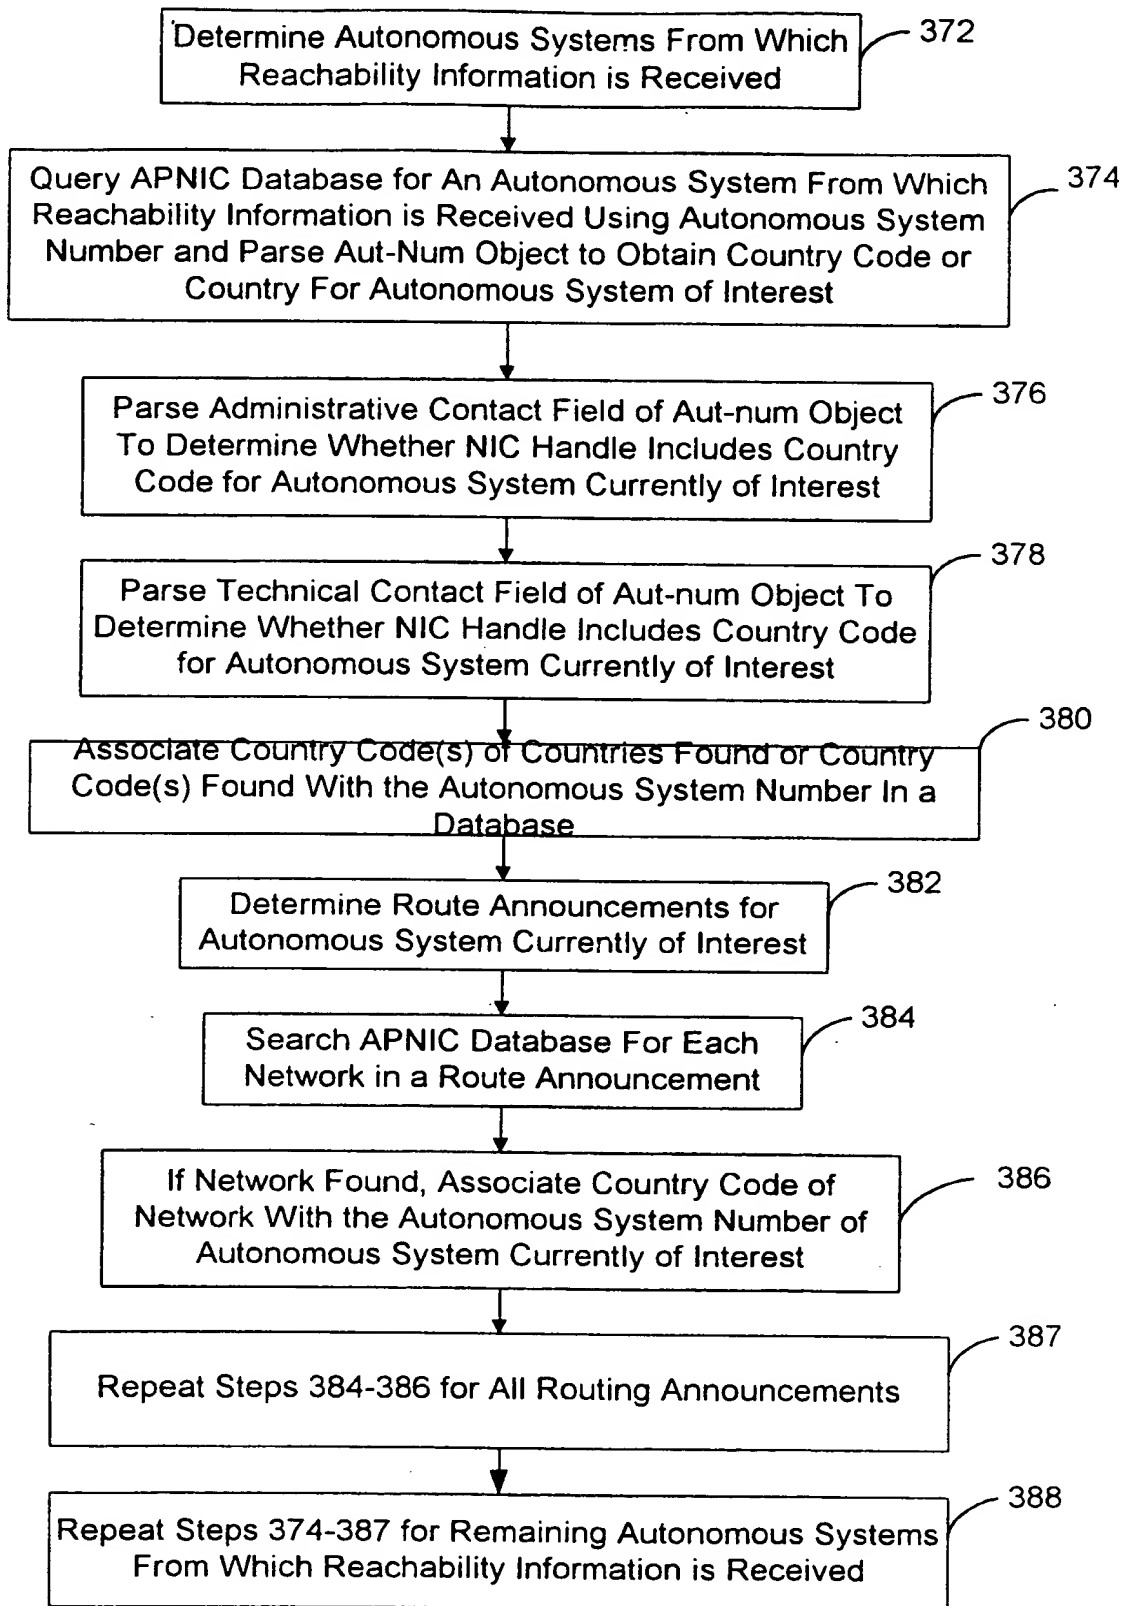 Determine Autonomous Systems From Which
Reachability Information is Received
372
Query APNIC Database for An Autonomous System From Which
Reachability Information is Received Using Autonomous System
Number and Parse Aut-Num Object to Obtain Country Code or
Country For Autonomous System of Interest
374
Parse Administrative Contact Field of Aut-num Object
To Determine Whether NIC Handle Includes Country
Code for Autonomous System Currently of Interest
376
Parse Technical Contact Field of Aut-num Object To
Determine Whether NIC Handle Includes Country Code
for Autonomous System Currently of Interest
378
Associate Country Code(s) of Countries Found or Country
Code(s) Found With the Autonomous System Number In a
Database
380
Determine Route Announcements for
Autonomous System Currently of Interest
382
Search APNIC Database For Each
Network in a Route Announcement
384
If Network Found, Associate Country Code of
Network With the Autonomous System Number of
Autonomous System Currently of Interest
386
Repeat Steps 384-386 for All Routing Announcements
387
Repeat Steps 374-387 for Remaining Autonomous Systems
From Which Reachability Information is Received
388